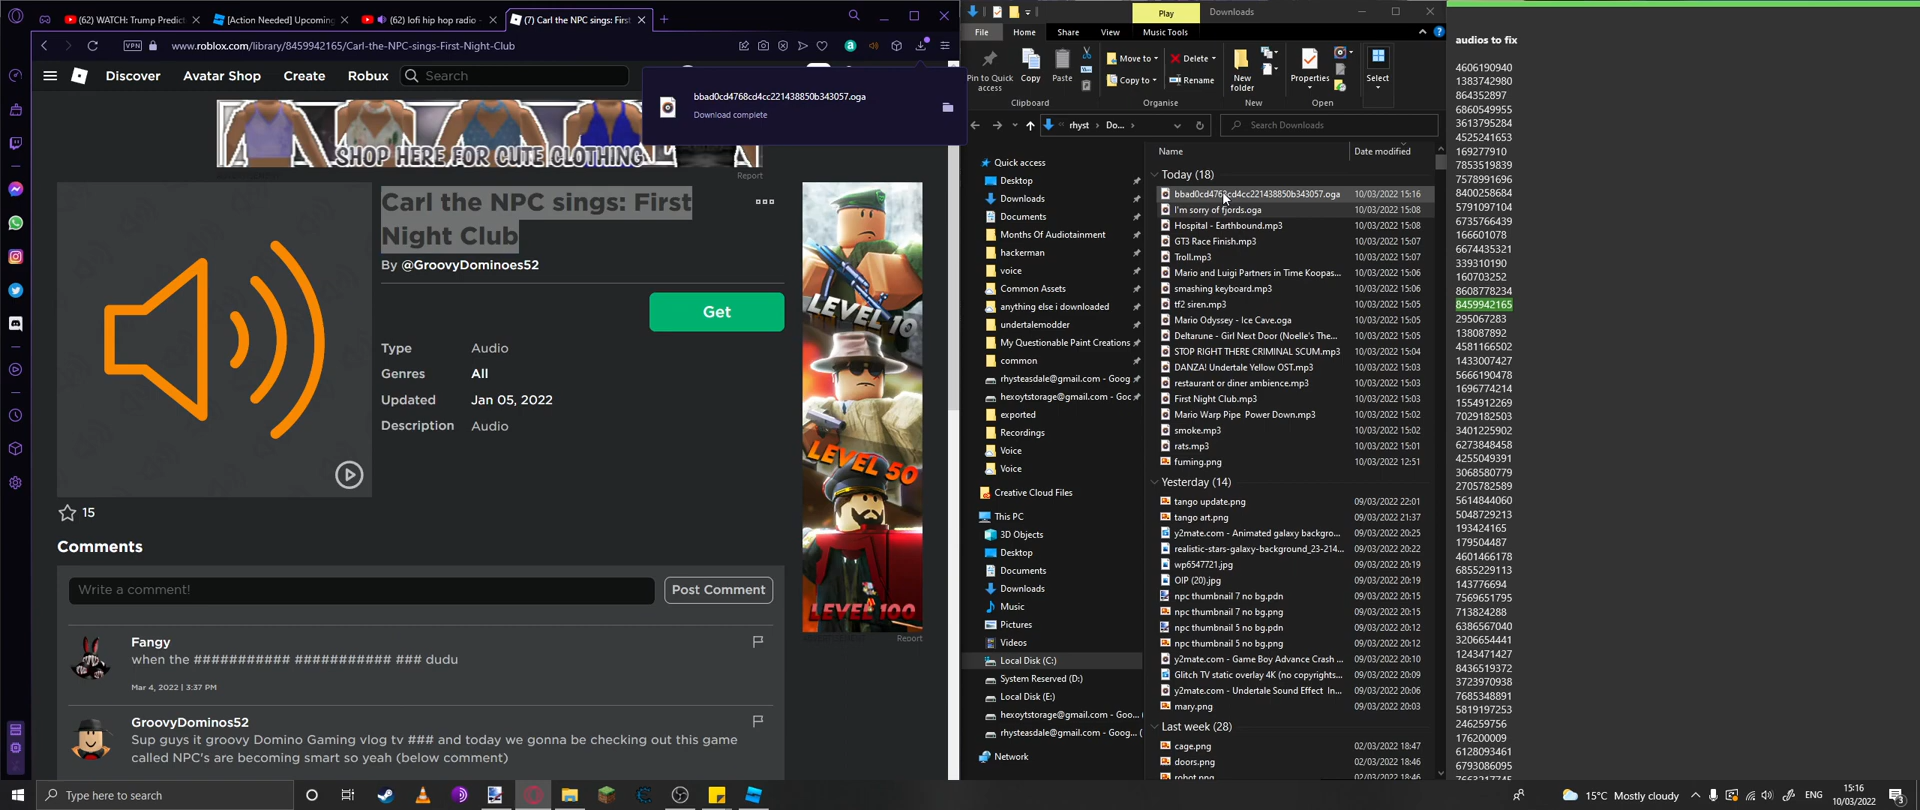 (62) WATCH: Trump Predict
[Action Needed] Upcoming
(62) lofi hip hop radio -
(7) Carl the NPC sings: First
VPN
www.roblox.com/library/8459942165/Carl-the-NPC-sings-First-Night-Club
Discover
Avatar Shop
Create
Robux
Search
bbad0cd4768cd4cc221438850b343057.oga
Download complete
SHOP HERE FOR CUTE CLOTHING
Report
Carl the NPC sings: First
Night Club
By @GroovyDominoes52
Get
Type
Audio
Genres
All
Updated
Jan 05, 2022
Description
Audio
15
LEVEL 10
LEVEL 50
LEVEL 100
Report
Comments
Write a comment!
Post Comment
Fangy
when the ########### ########### ### dudu
Mar 4, 2022 | 3:37 PM
GroovyDominos52
Sup guys it groovy Domino Gaming vlog tv ### and today we gonna be checking out this game
called NPC's are becoming smart so yeah (below comment)
Play
Downloads
File
Home
Share
View
Music Tools
Pin to Quick
access
Copy
Paste
Move to
Copy to
Delete
Rename
New
folder
Properties
Select
Clipboard
Organise
New
Open
rhyst
Do...
Search Downloads
Quick access
Desktop
Downloads
Documents
Months Of Audiotainment
hackerman
voice
Common Assets
anything else i downloaded
undertalemodder
My Questionable Paint Creations
common
rhysteasdale@gmail.com - Goog
hexoytstorage@gmail.com - Goc
exported
Recordings
Voice
Voice
Creative Cloud Files
This PC
3D Objects
Desktop
Documents
Downloads
Music
Pictures
Videos
Local Disk (C:)
System Reserved (D:)
Local Disk (E:)
hexoytstorage@gmail.com - Goo...
rhysteasdale@gmail.com - Goog...
Network
Name
Date modified
Today (18)
bbad0cd4768cd4cc221438850b343057.oga 10/03/2022 15:16
I'm sorry of fjords.oga 10/03/2022 15:08
Hospital - Earthbound.mp3 10/03/2022 15:08
GT3 Race Finish.mp3 10/03/2022 15:07
Troll.mp3 10/03/2022 15:07
Mario and Luigi Partners in Time Koopas... 10/03/2022 15:06
smashing keyboard.mp3 10/03/2022 15:06
tf2 siren.mp3 10/03/2022 15:05
Mario Odyssey - Ice Cave.oga 10/03/2022 15:05
Deltarune - Girl Next Door (Noelle's The... 10/03/2022 15:05
STOP RIGHT THERE CRIMINAL SCUM.mp3 10/03/2022 15:04
DANZA! Undertale Yellow OST.mp3 10/03/2022 15:03
restaurant or diner ambience.mp3 10/03/2022 15:03
First Night Club.mp3 10/03/2022 15:03
Mario Warp Pipe Power Down.mp3 10/03/2022 15:02
smoke.mp3 10/03/2022 15:01
rats.mp3 10/03/2022 15:01
fuming.png 10/03/2022 12:51
Yesterday (14)
tango update.png 09/03/2022 22:01
tango art.png 09/03/2022 21:37
y2mate.com - Animated galaxy backgro... 09/03/2022 20:25
realistic-stars-galaxy-background_23-214... 09/03/2022 20:22
wp6547721.jpg 09/03/2022 20:19
OIP (20).jpg 09/03/2022 20:19
npc thumbnail 7 no bg.pdn 09/03/2022 20:15
npc thumbnail 7 no bg.png 09/03/2022 20:15
npc thumbnail 5 no bg.pdn 09/03/2022 20:12
npc thumbnail 5 no bg.png 09/03/2022 20:12
y2mate.com - Game Boy Advance Crash ... 09/03/2022 20:10
Glitch TV static overlay 4K (no copyrights... 09/03/2022 20:09
y2mate.com - Undertale Sound Effect In... 09/03/2022 20:06
mary.png 09/03/2022 20:03
Last week (28)
cage.png 02/03/2022 18:47
doors.png 02/03/2022 18:46
robot.png 02/03/2022 18:46
audios to fix
4606190940
1383742980
864352897
6860549955
3613795284
4525241653
169277910
7853519839
7578991696
8400258684
5791097104
6735766439
166601078
6674435321
339310190
160703252
8608778234
8459942165
295067283
138087892
4581166502
1433007427
5666190478
1696774214
1554912269
7029182503
3401225902
6273848458
4255049391
3068580779
2705782589
5614844060
5048729213
193424165
179504487
4601466178
6855229113
143776694
7569651795
713824288
6386567040
3206654441
1243471427
8436519372
3723970938
7685348891
5819197253
246259756
176200009
6128093461
6793086095
7663217745
Type here to search
15°C Mostly cloudy
ENG
15:16
10/03/2022
3